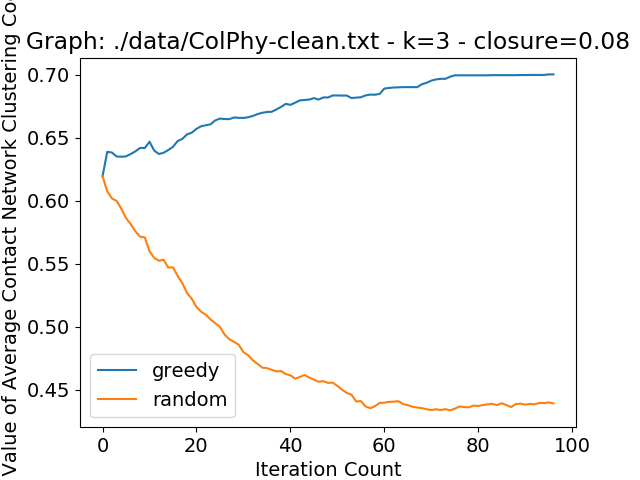 Graph: ./data/ColPhy-clean.txt - k=3 - closure=0.08
Value of Average Contact Network Clustering
0.70
0.65
0.60
0.55
0.50
0.45
greedy
random
0
20
40
60
80
100
Iteration Count